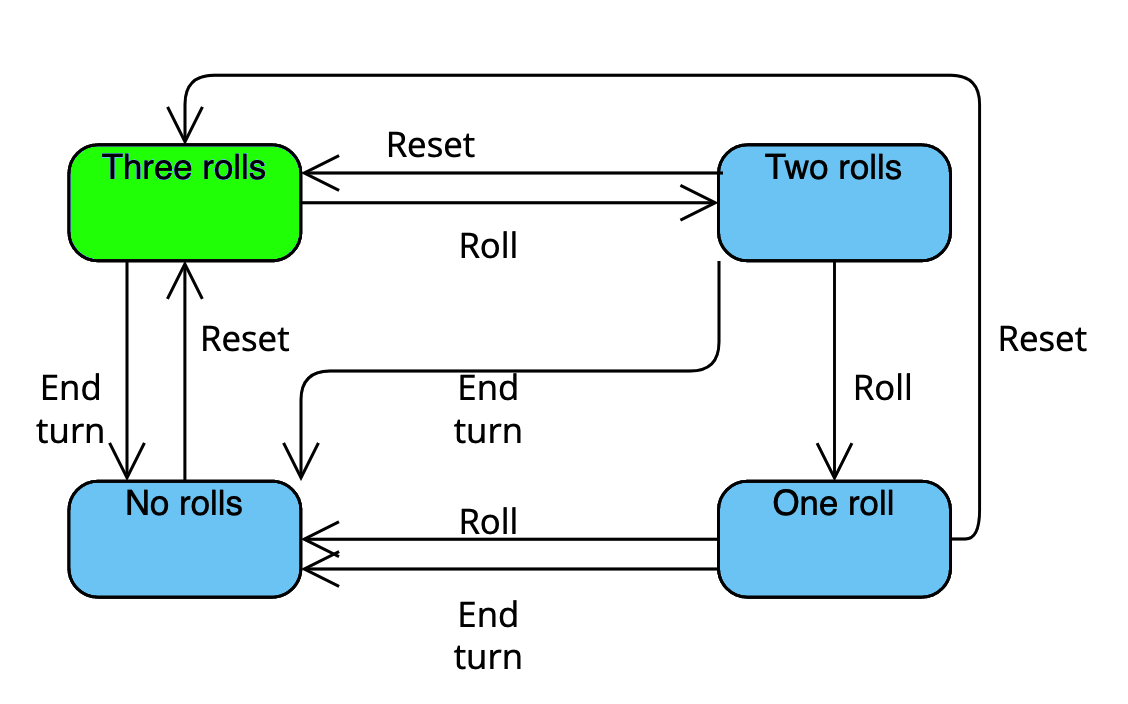 Reset
Three rolls
Two rolls
Roll
Reset
Reset
End
turn
End
turn
Roll
No rolls
Roll
One roll
End
turn